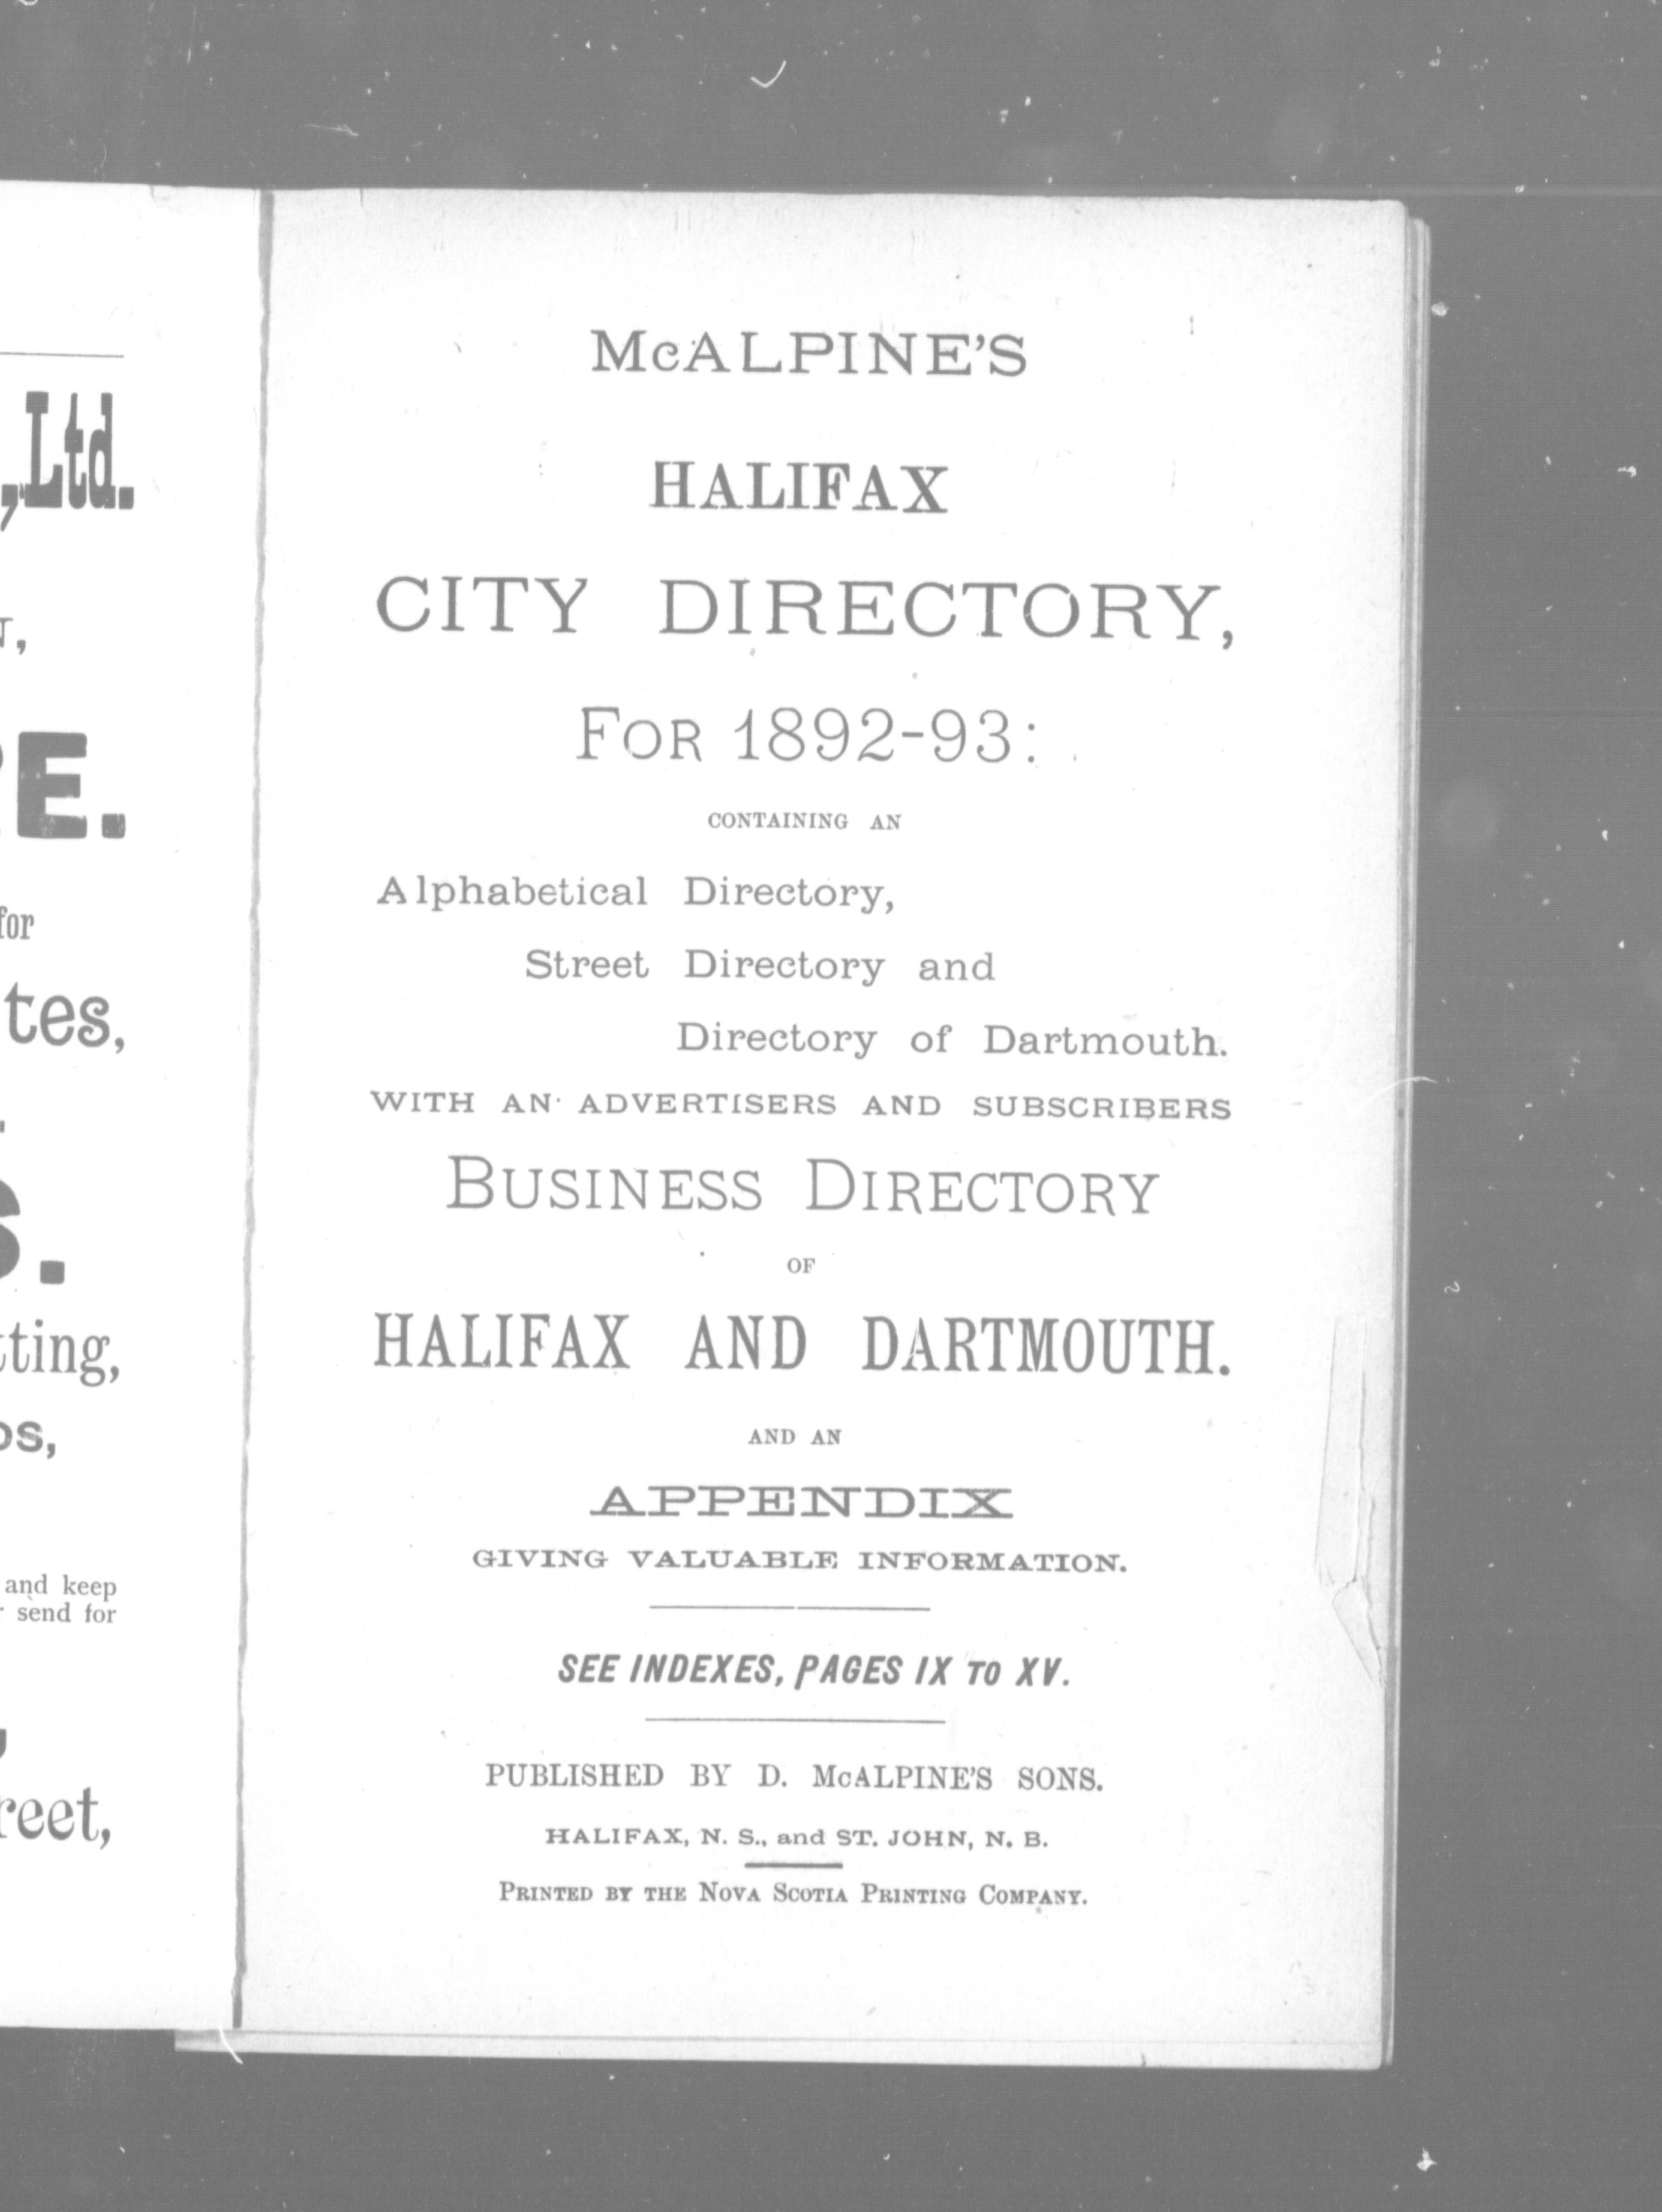 ,Ltd.
E.
for
tes,
S.
ting,
os,
and keep
send for
reet,
McALPINE'S
HALIFAX
CITY DIRECTORY,
FOR 1892-93:
CONTAINING AN
Alphabetical Directory,
Street Directory and
Directory of Dartmouth.
WITH AN ADVERTISERS AND SUBSCRIBERS
BUSINESS DIRECTORY
OF
HALIFAX AND DARTMOUTH.
AND AN
APPENDIX
GIVING VALUABLE INFORMATION.
SEE INDEXES, PAGES IX TO XV.
PUBLISHED BY D. McALPINE'S SONS.
HALIFAX, N. S., and ST. JOHN, N. B.
PRINTED BY THE NOVA SCOTIA PRINTING COMPANY.